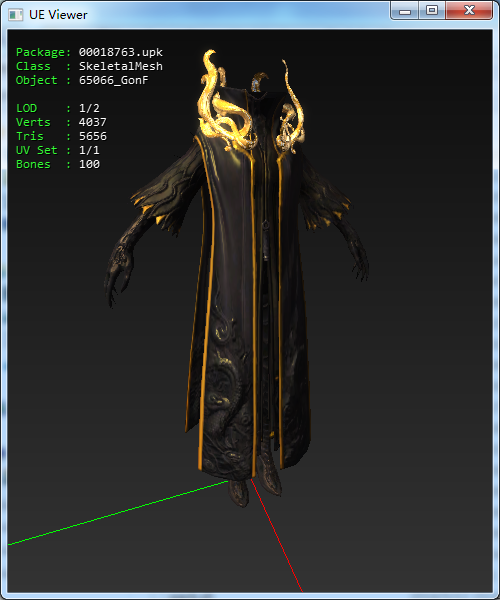 UE Viewer
Package: 00018763.upk
Class : SkeletalMesh
Object : 65066_GonF
LOD : 1/2
Verts : 4037
Tris : 5656
UV Set : 1/1
Bones : 100